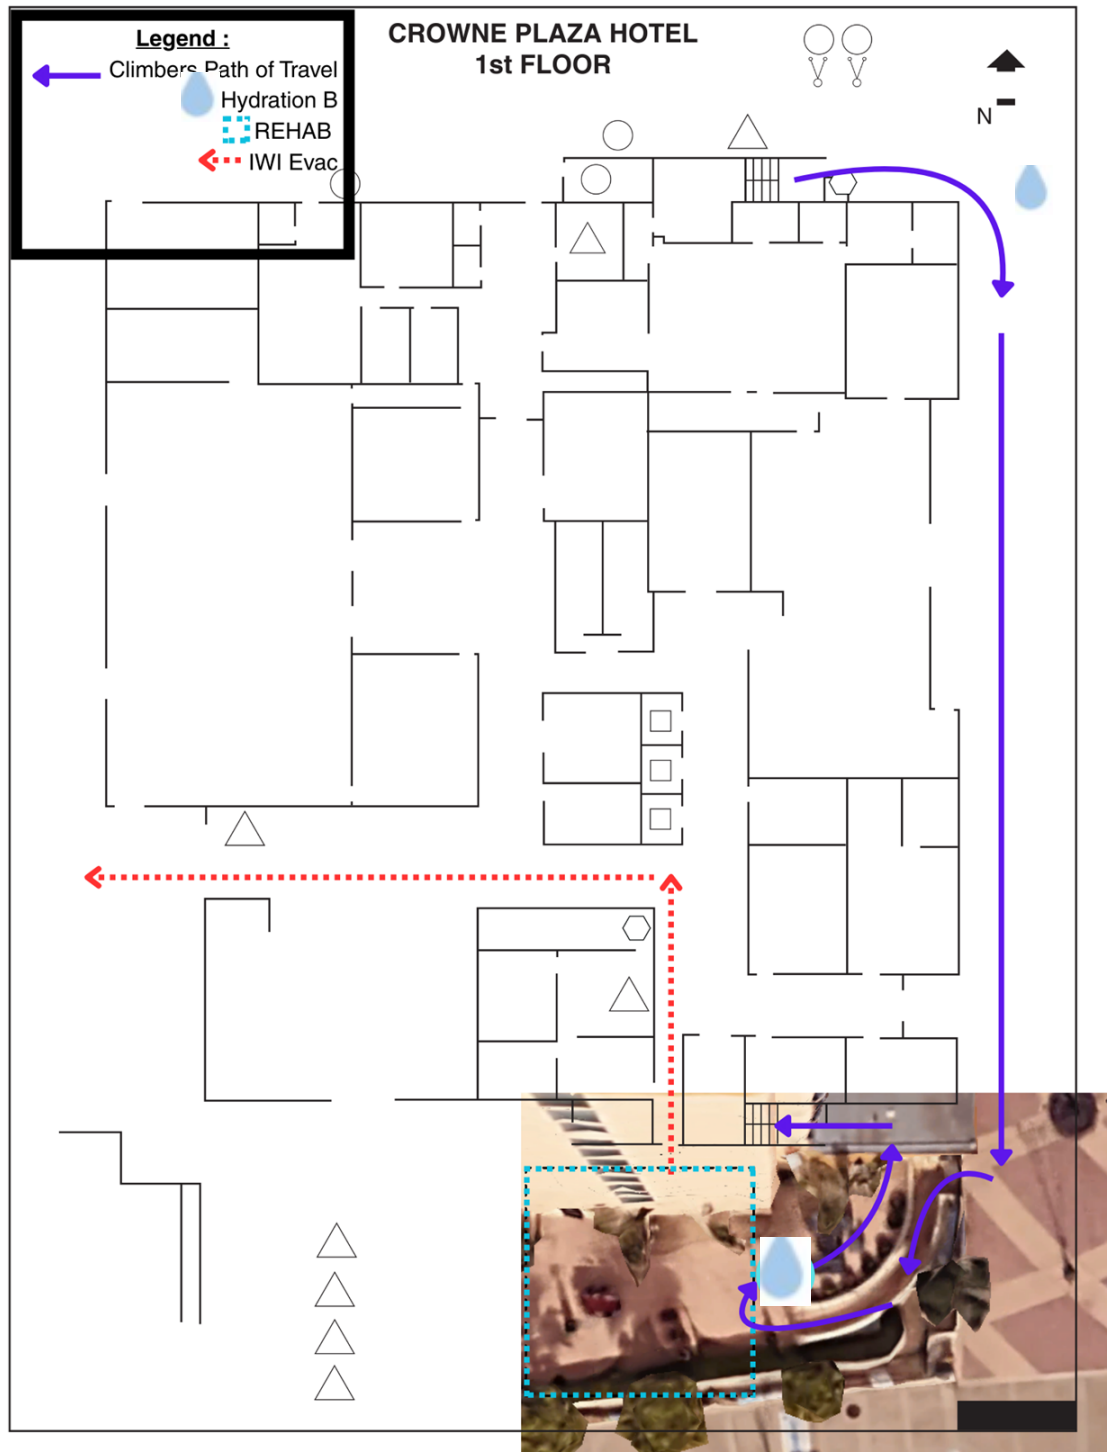 Legend :
Climbers Path of Travel
Hydration B
REHAB
IWI Evac
CROWNE PLAZA HOTEL
1st FLOOR
N